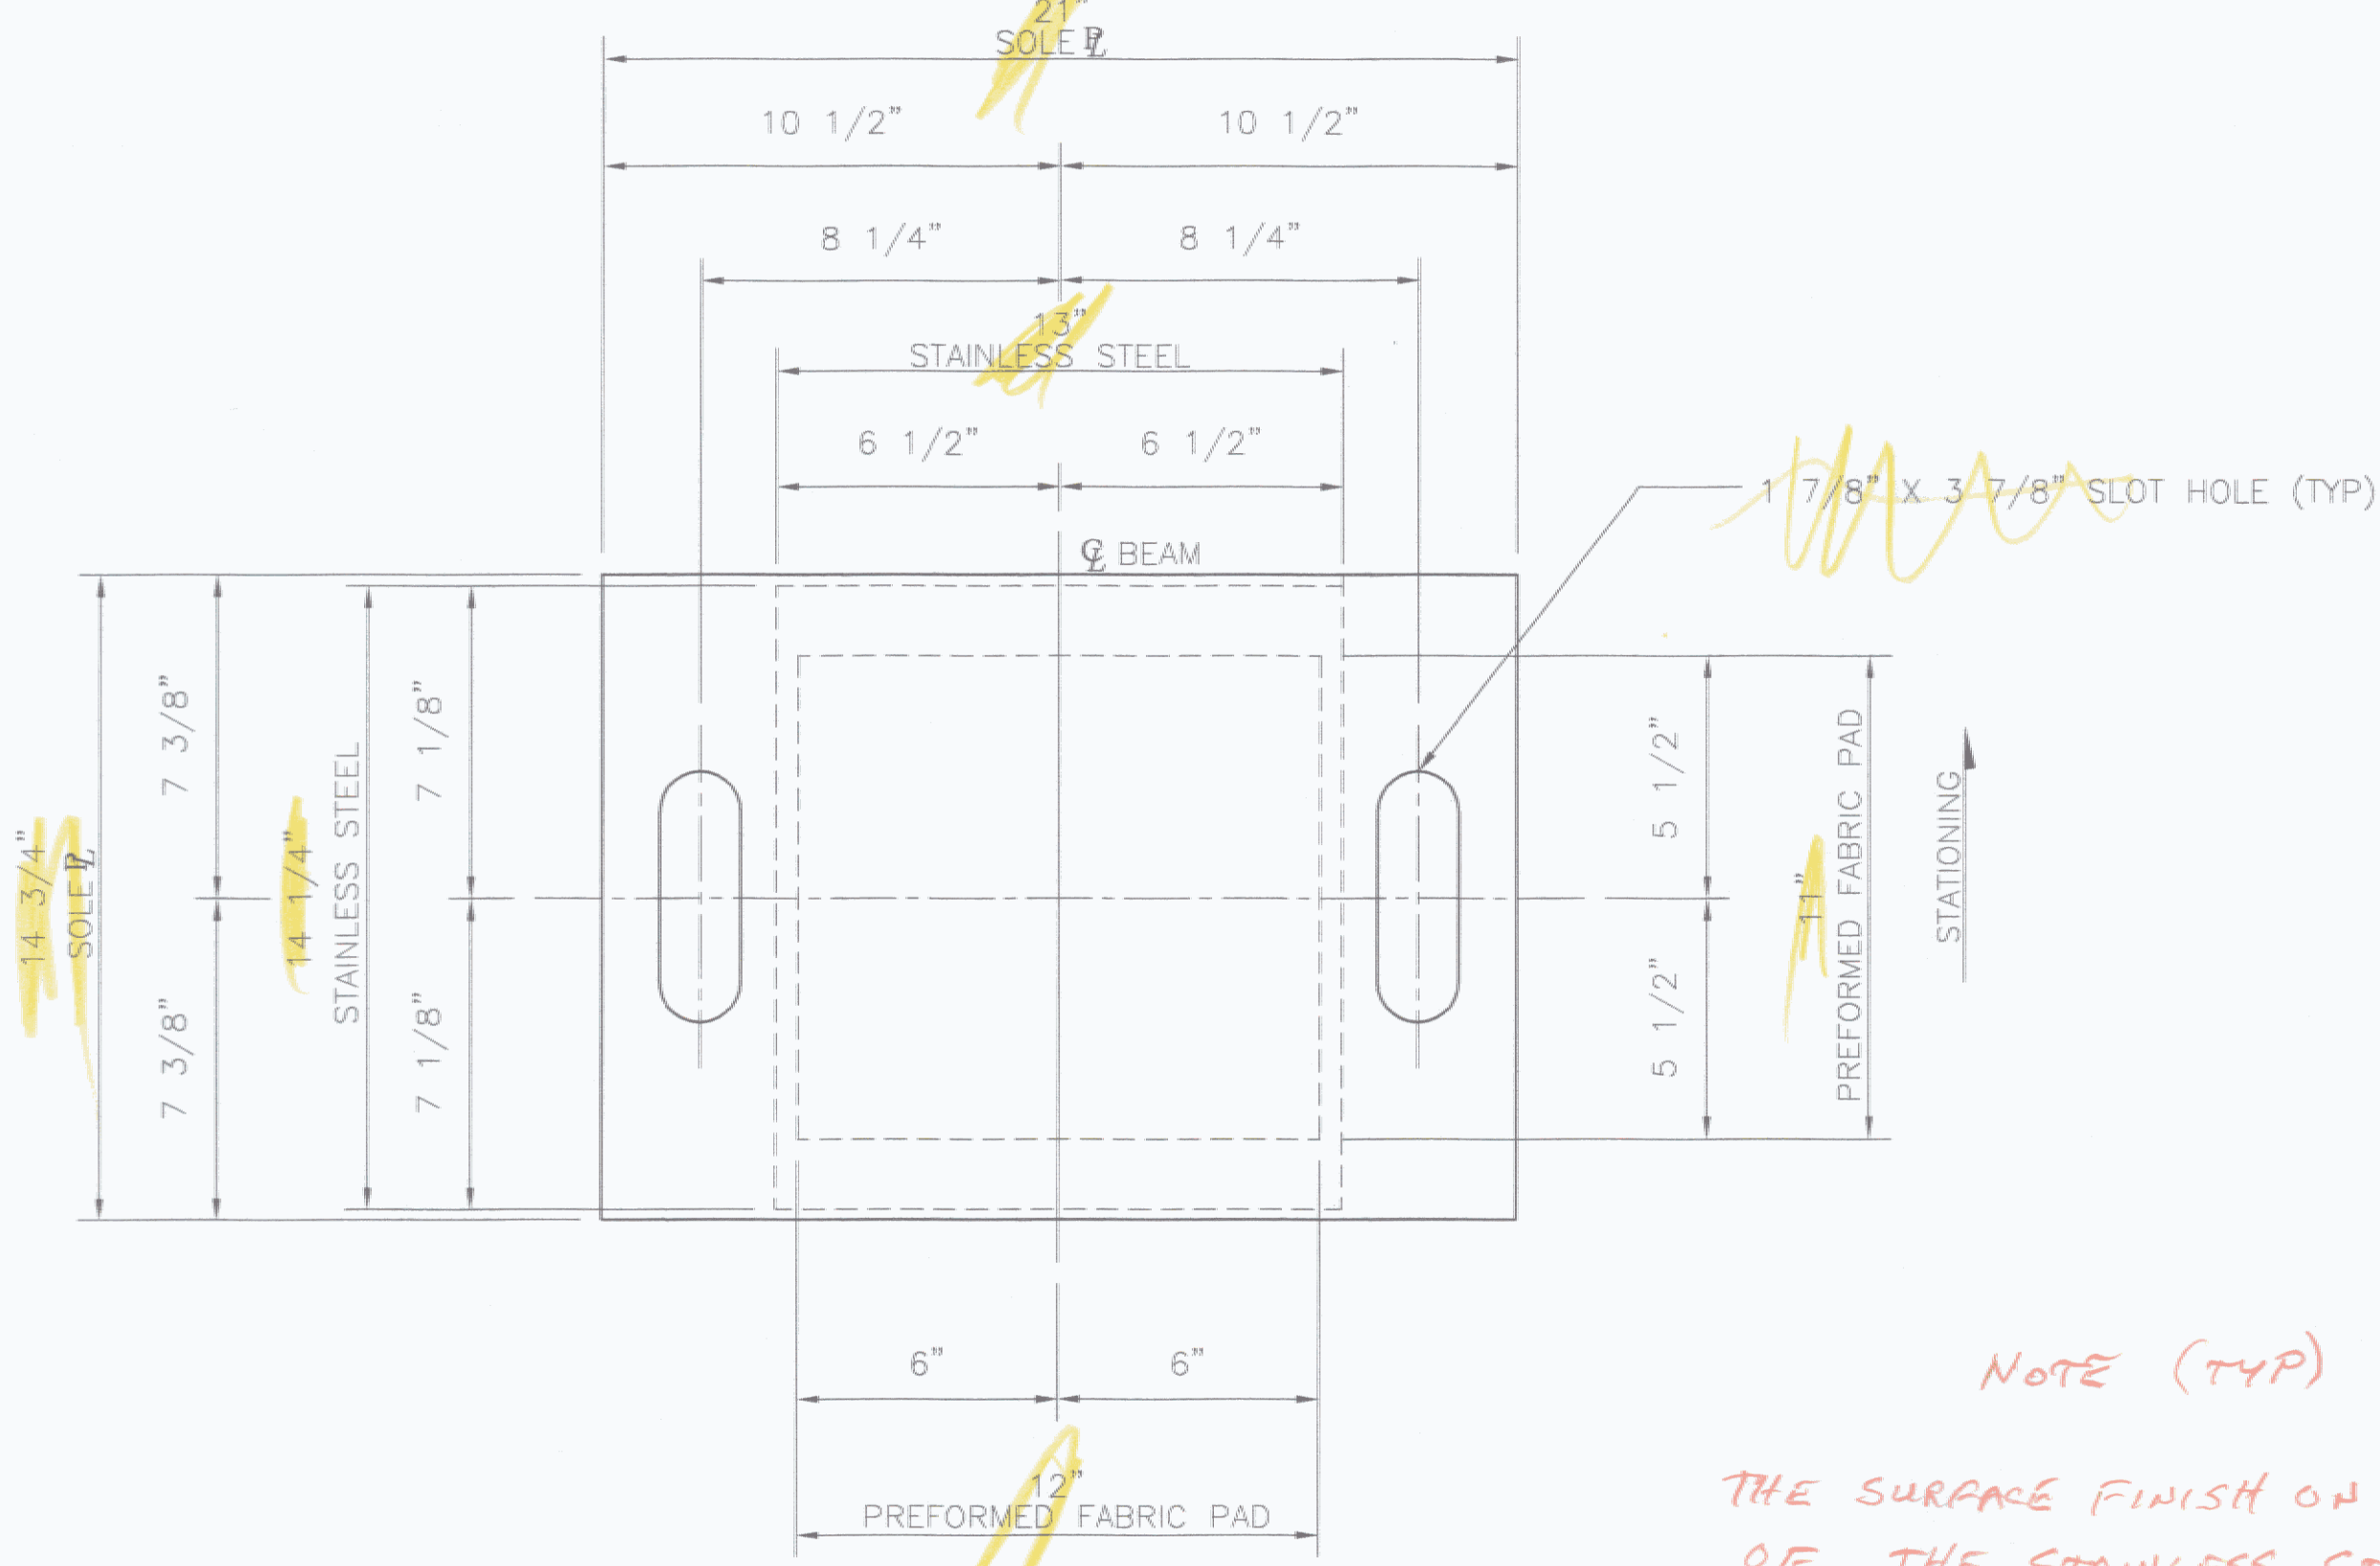 21"
SOLE PL
10 1/2" 10 1/2"
8 1/4" 8 1/4"
13"
STAINLESS STEEL
6 1/2" 6 1/2"
1 7/8" X 3 7/8" SLOT HOLE (TYP)
CL BEAM
14 3/4"
SOLE PL
7 3/8"
7 3/8"
14 1/4"
STAINLESS STEEL
7 1/8"
7 1/8"
5 1/2"
5 1/2"
11"
PREFORMED FABRIC PAD
STATIONING
6" 6"
12"
PREFORMED FABRIC PAD
NOTE (TYP)
THE SURFACE FINISH ON
OF THE STAINLESS